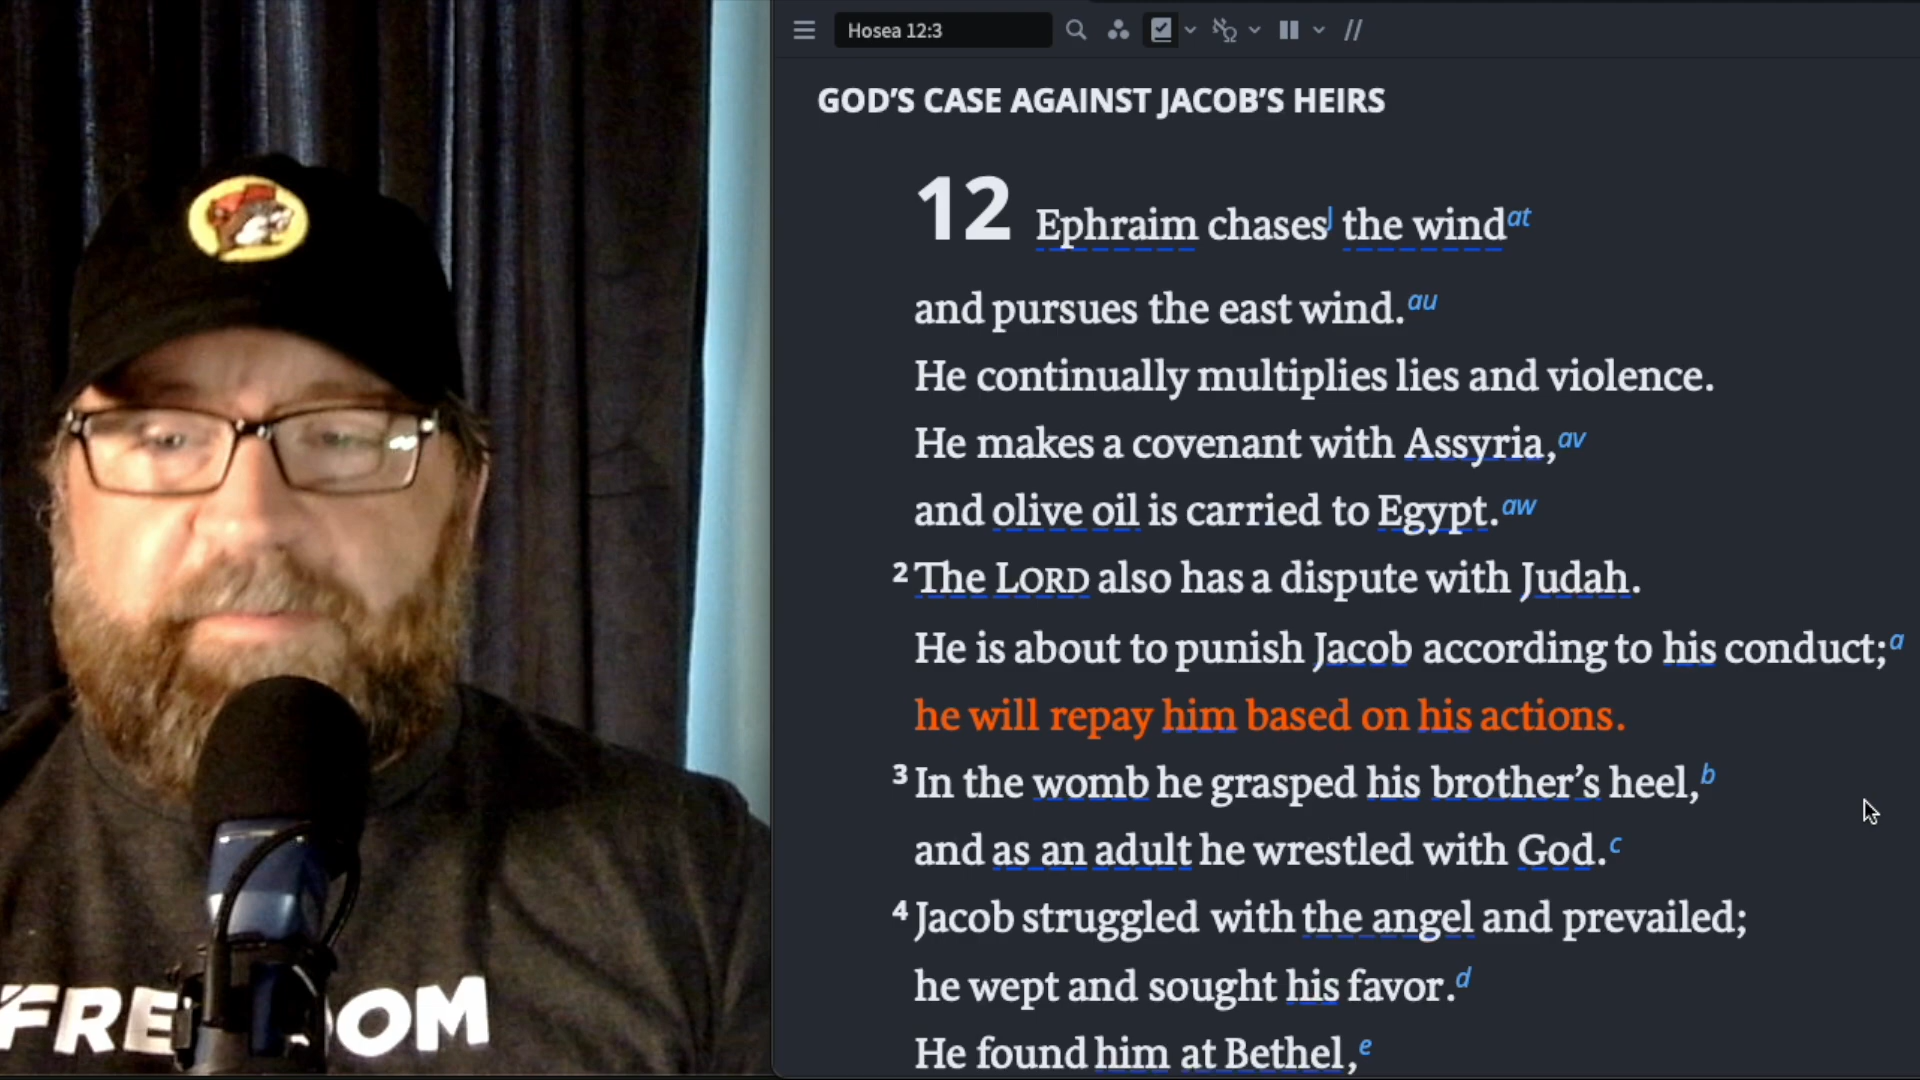 Hosea 12:3
GOD’S CASE AGAINST JACOB’S HEIRS
12 Ephraim chasesj the windat
and pursues the east wind.au
He continually multiplies lies and violence.
He makes a covenant with Assyria,av
and olive oil is carried to Egypt.aw
2 The LORD also has a dispute with Judah.
He is about to punish Jacob according to his conduct;a
he will repay him based on his actions.
3 In the womb he grasped his brother’s heel,b
and as an adult he wrestled with God.c
4 Jacob struggled with the angel and prevailed;
he wept and sought his favor.d
He found him at Bethel,e